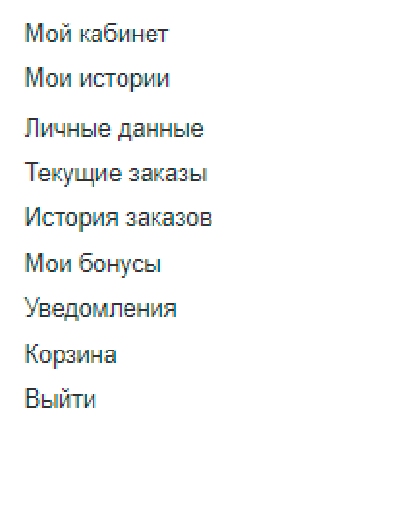 Мой кабинет
Мои истории
Личные данные
Текущие заказы
История заказов
Мои бонусы
Уведомления
Корзина
Выйти